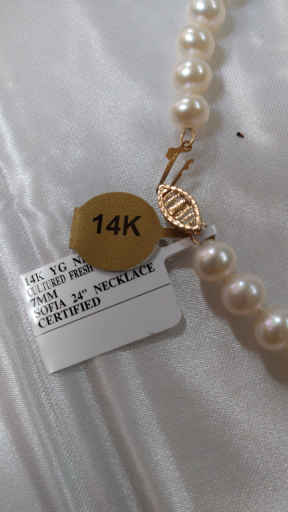 14K
14K YG N
CULTURED FRESH
7MM
SOFIA 24" NECKLACE
CERTIFIED